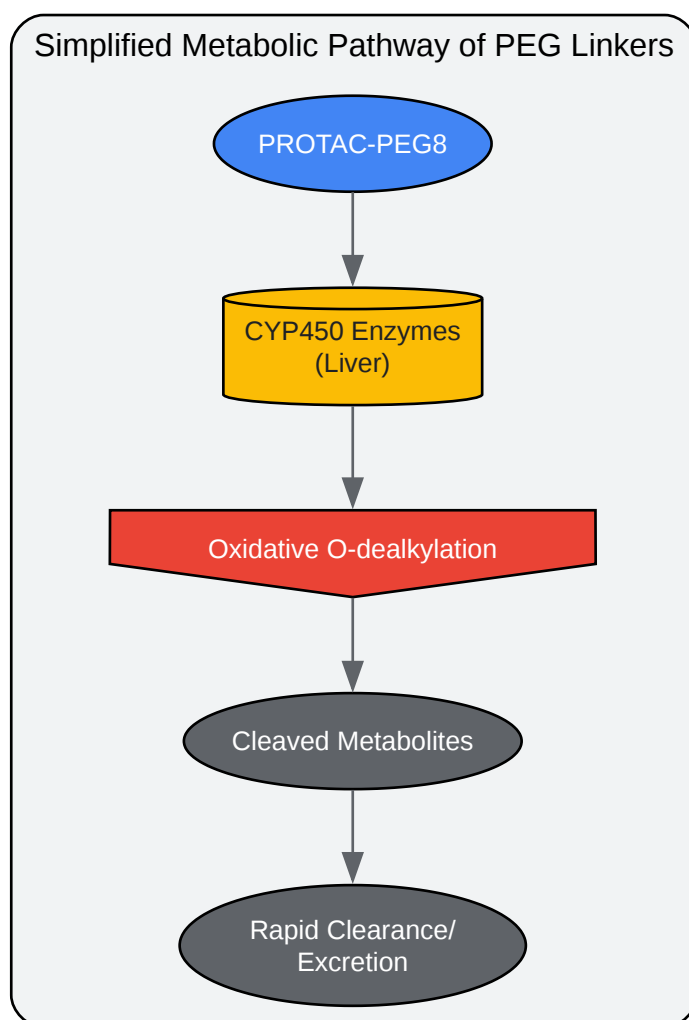 Simplified Metabolic Pathway of PEG Linkers
PROTAC-PEG8
CYP450 Enzymes
(Liver)
Oxidative O-dealkylation
Cleaved Metabolites
Rapid Clearance/
Excretion